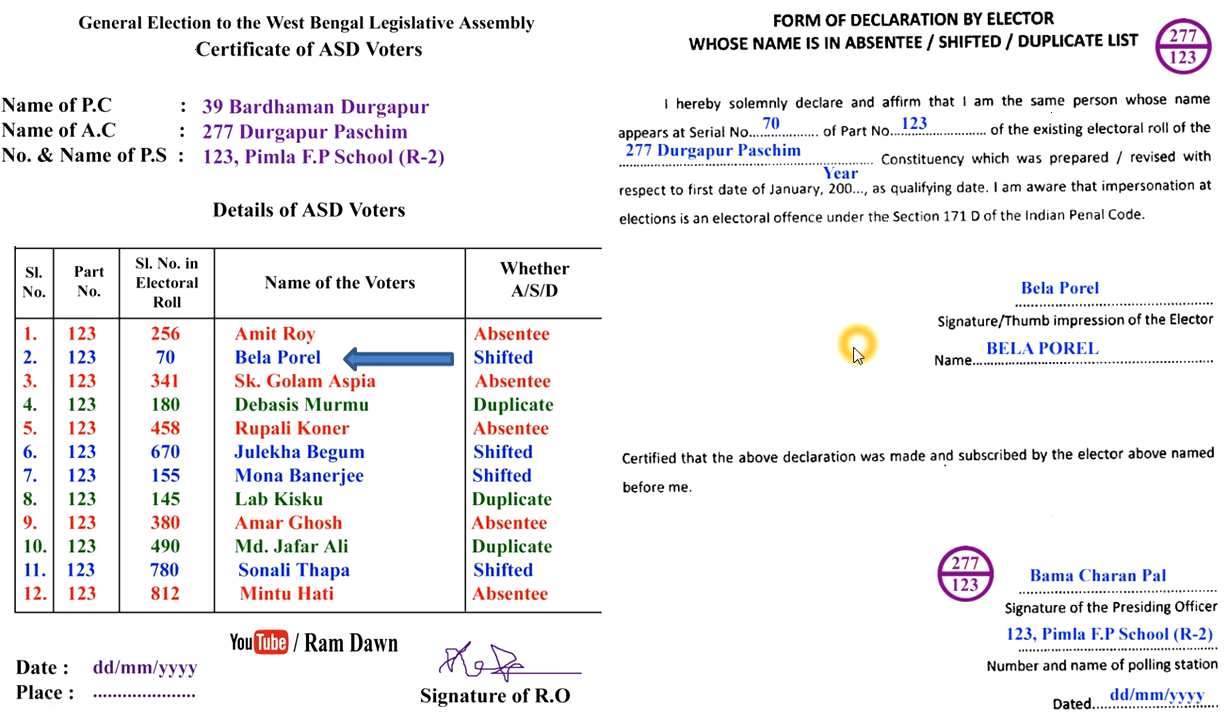 General Election to the West Bengal Legislative Assembly
Certificate of ASD Voters
Name of P.C : 39 Bardhaman Durgapur
Name of A.C : 277 Durgapur Paschim
No. & Name of P.S : 123, Pimla F.P School (R-2)
Details of ASD Voters
Sl. No. Part No. Sl. No. in Electoral Roll Name of the Voters Whether A/S/D
1. 123 256 Amit Roy Absentee
2. 123 70 Bela Porel Shifted
3. 123 341 Sk. Golam Aspia Absentee
4. 123 180 Debasis Murmu Duplicate
5. 123 458 Rupali Koner Absentee
6. 123 670 Julekha Begum Shifted
7. 123 155 Mona Banerjee Shifted
8. 123 145 Lab Kisku Duplicate
9. 123 380 Amar Ghosh Absentee
10. 123 490 Md. Jafar Ali Duplicate
11. 123 780 Sonali Thapa Shifted
12. 123 812 Mintu Hati Absentee
YouTube / Ram Dawn
Date : dd/mm/yyyy
Place : .....................
Signature of R.O
FORM OF DECLARATION BY ELECTOR
WHOSE NAME IS IN ABSENTEE / SHIFTED / DUPLICATE LIST
277
123
I hereby solemnly declare and affirm that I am the same person whose name
appears at Serial No. 70 of Part No. 123 of the existing electoral roll of the
277 Durgapur Paschim Constituency which was prepared / revised with
Year
respect to first date of January, 200..., as qualifying date. I am aware that impersonation at
elections is an electoral offence under the Section 171 D of the Indian Penal Code.
Bela Porel
Signature/Thumb impression of the Elector
Name... BELA POREL
Certified that the above declaration was made and subscribed by the elector above named
before me.
277
123
Bama Charan Pal
Signature of the Presiding Officer
123, Pimla F.P School (R-2)
Number and name of polling station
Dated.... dd/mm/yyyy